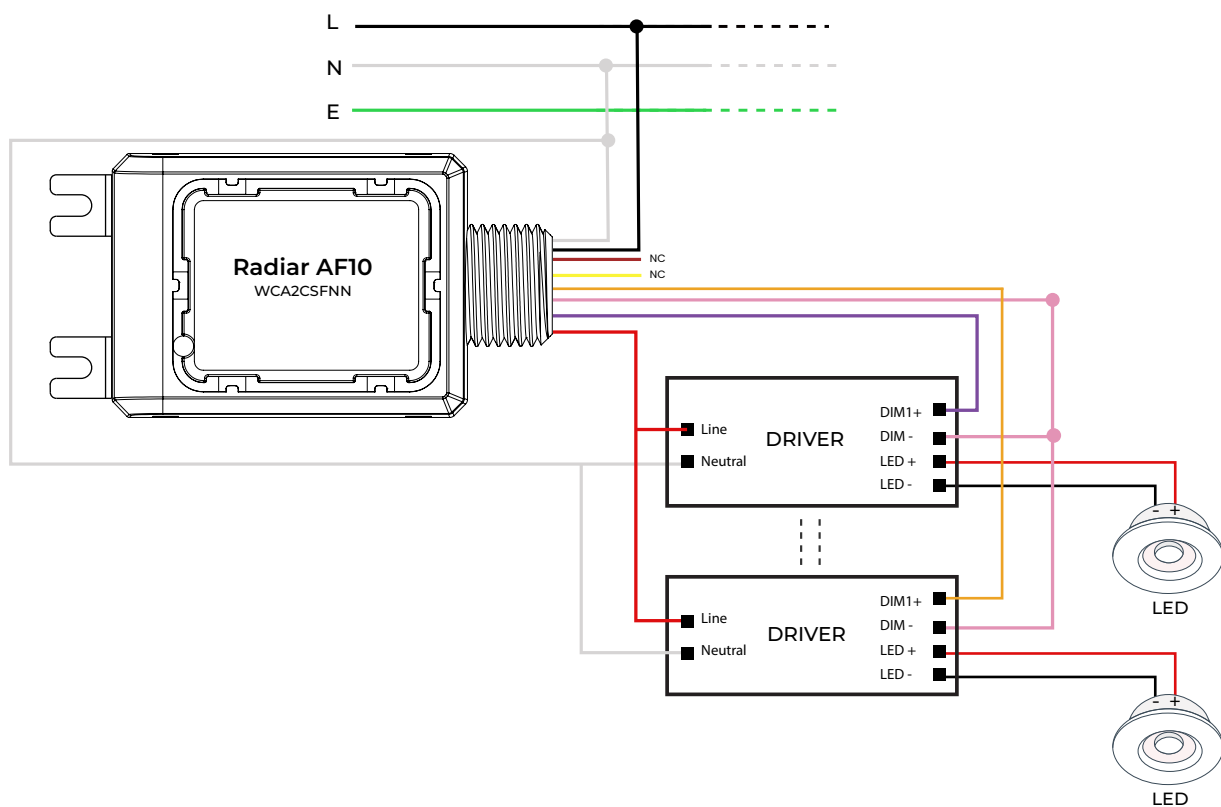 L
N
E
Radiar AF10
WCA2CSFNN
NC
NC
Line
Neutral
DRIVER
DIM1+
DIM -
LED +
LED -
- +
LED
Line
Neutral
DRIVER
DIM1+
DIM -
LED +
LED -
- +
LED